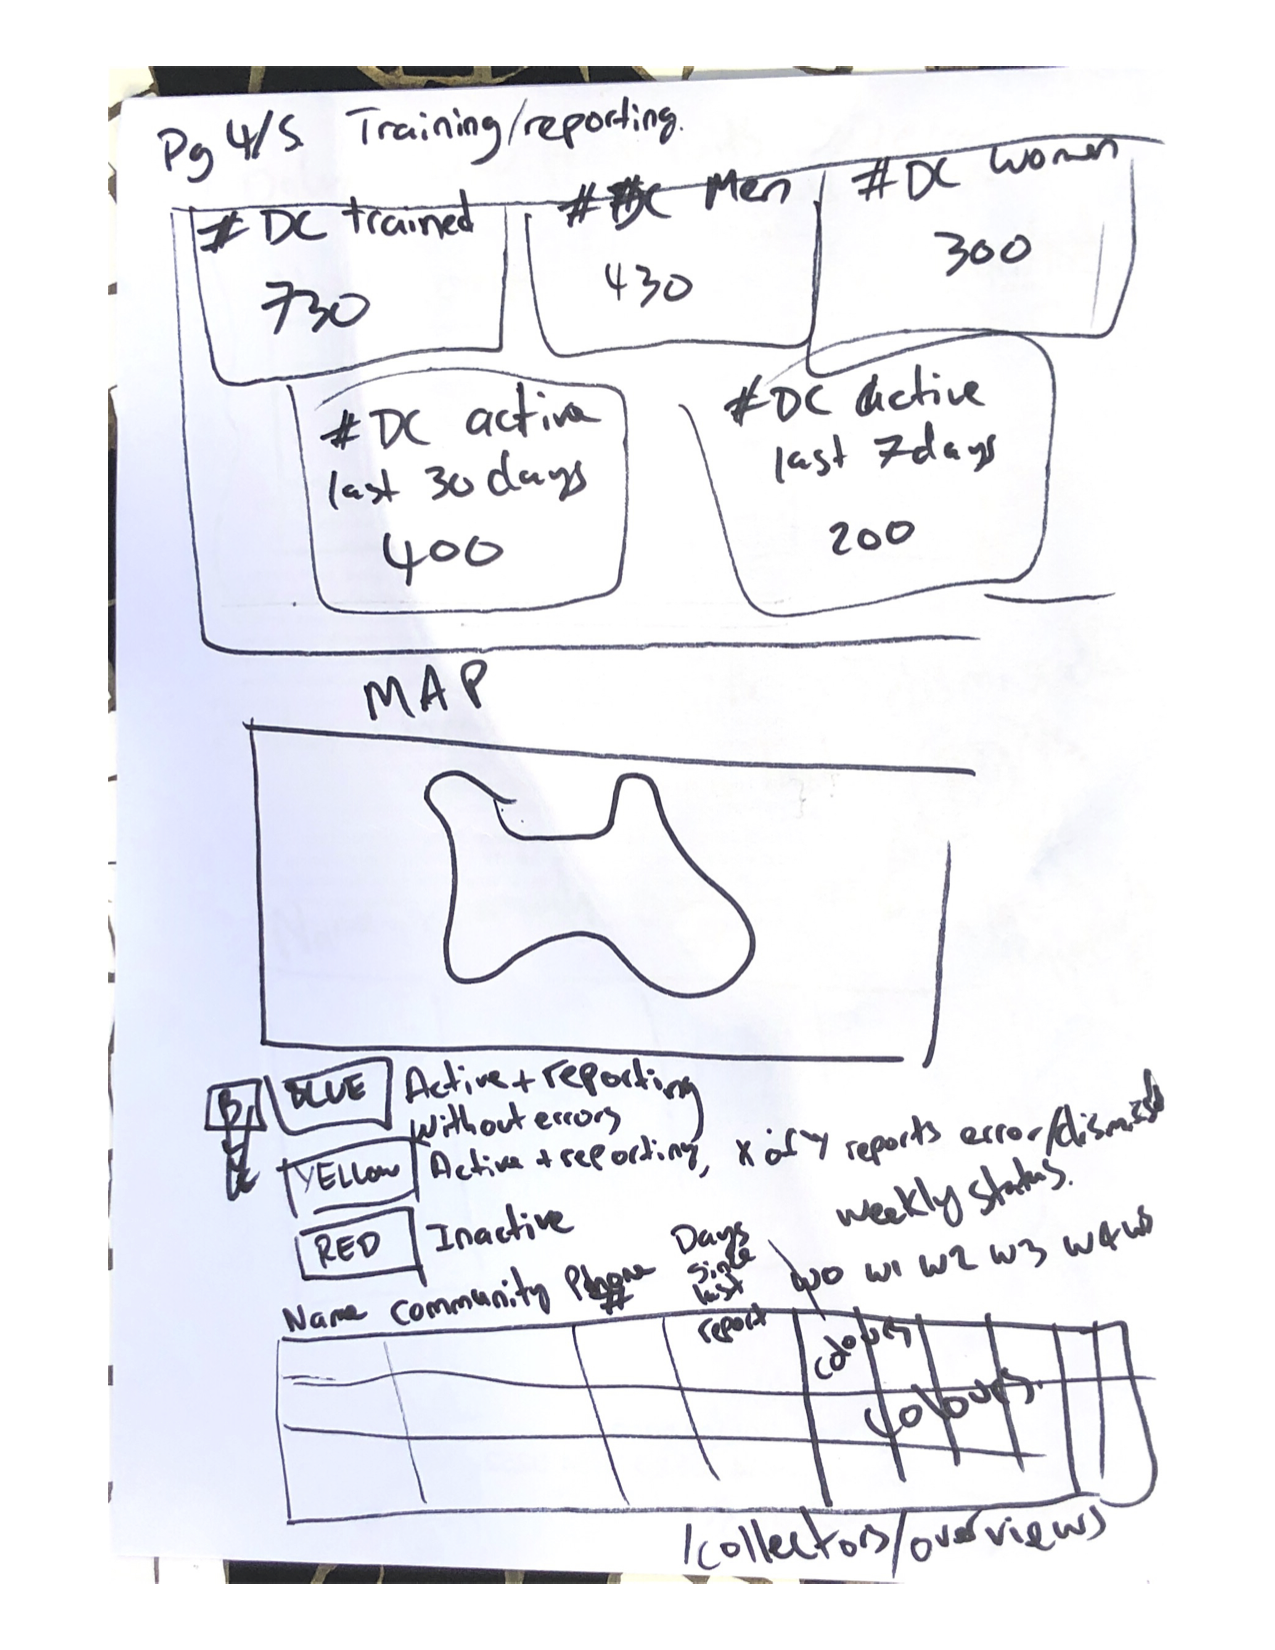 Pg 4/5. Training/reporting.
# DC trained
730
# DC Men
430
# DC women
300
# DC active
last 30 days
400
# DC active
last 7 days
200
MAP
B
BLUE Active + reporting
without errors
YELLOW Active + reporting, x of y reports error/dismissed
RED Inactive
weekly status.
Name community Phone # Days since last report W0 W1 W2 W3 W4 W5
colours
colours.
/collectors/overviews